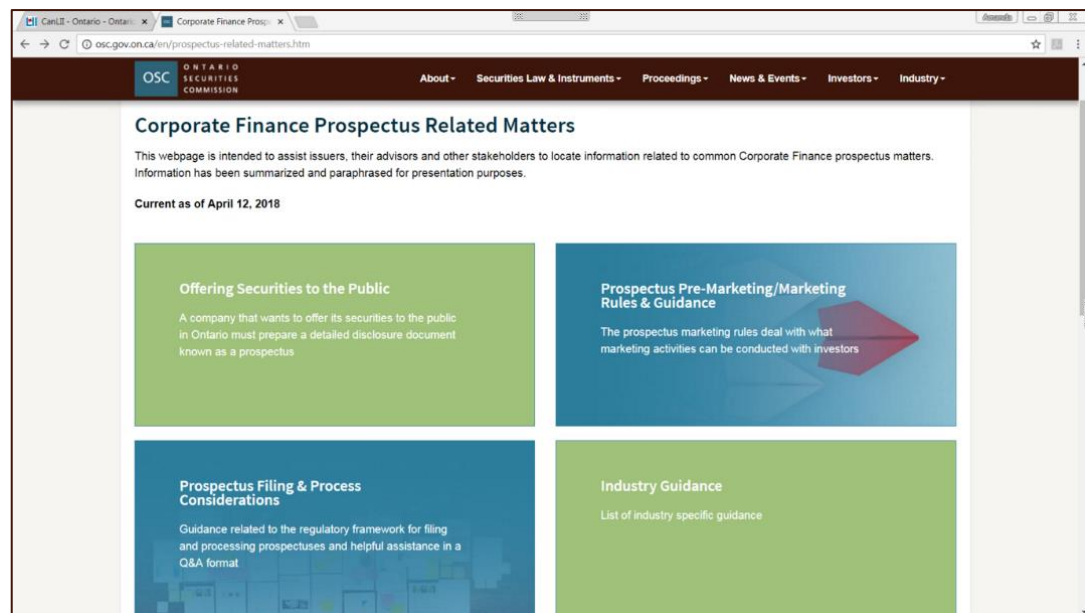 CanLII - Ontario - Ontari
Corporate Finance Prosp
Amanda
osc.gov.on.ca/en/prospectus-related-matters.htm
OSC
ONTARIO
SECURITIES
COMMISSION
About
Securities Law & Instruments
Proceedings
News & Events
Investors
Industry
Corporate Finance Prospectus Related Matters
This webpage is intended to assist issuers, their advisors and other stakeholders to locate information related to common Corporate Finance prospectus matters.
Information has been summarized and paraphrased for presentation purposes.
Current as of April 12, 2018
Offering Securities to the Public
A company that wants to offer its securities to the public
in Ontario must prepare a detailed disclosure document
known as a prospectus
Prospectus Pre-Marketing/Marketing
Rules & Guidance
The prospectus marketing rules deal with what
marketing activities can be conducted with investors
Prospectus Filing & Process
Considerations
Guidance related to the regulatory framework for filing
and processing prospectuses and helpful assistance in a
Q&A format
Industry Guidance
List of industry specific guidance